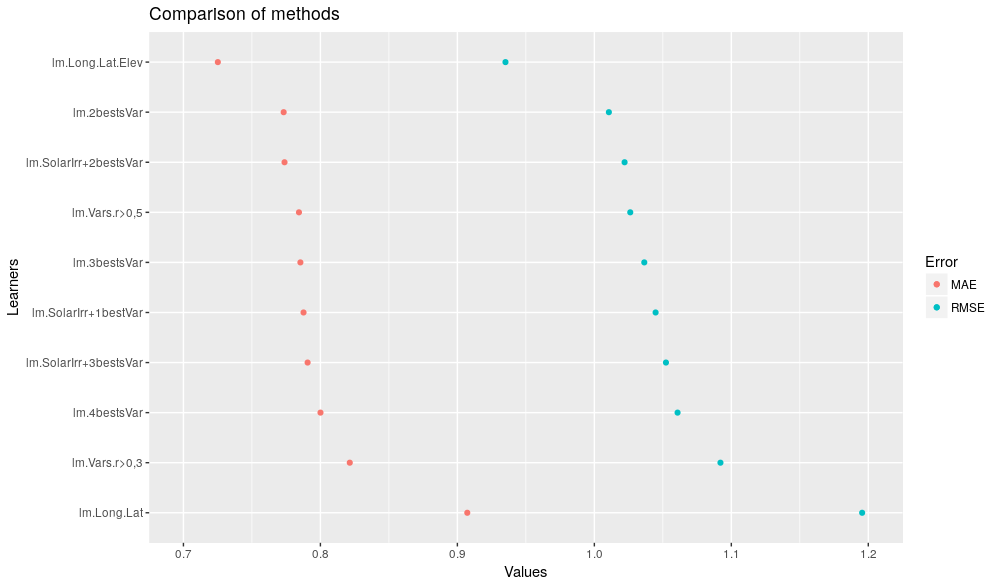 Comparison of methods
Learners
lm.Long.Lat.Elev
lm.2bestsVar
lm.SolarIrr+2bestsVar
lm.Vars.r>0,5
lm.3bestsVar
lm.SolarIrr+1bestVar
lm.SolarIrr+3bestsVar
lm.4bestsVar
lm.Vars.r>0,3
lm.Long.Lat
0.7 0.8 0.9 1.0 1.1 1.2
Values
Error
MAE
RMSE